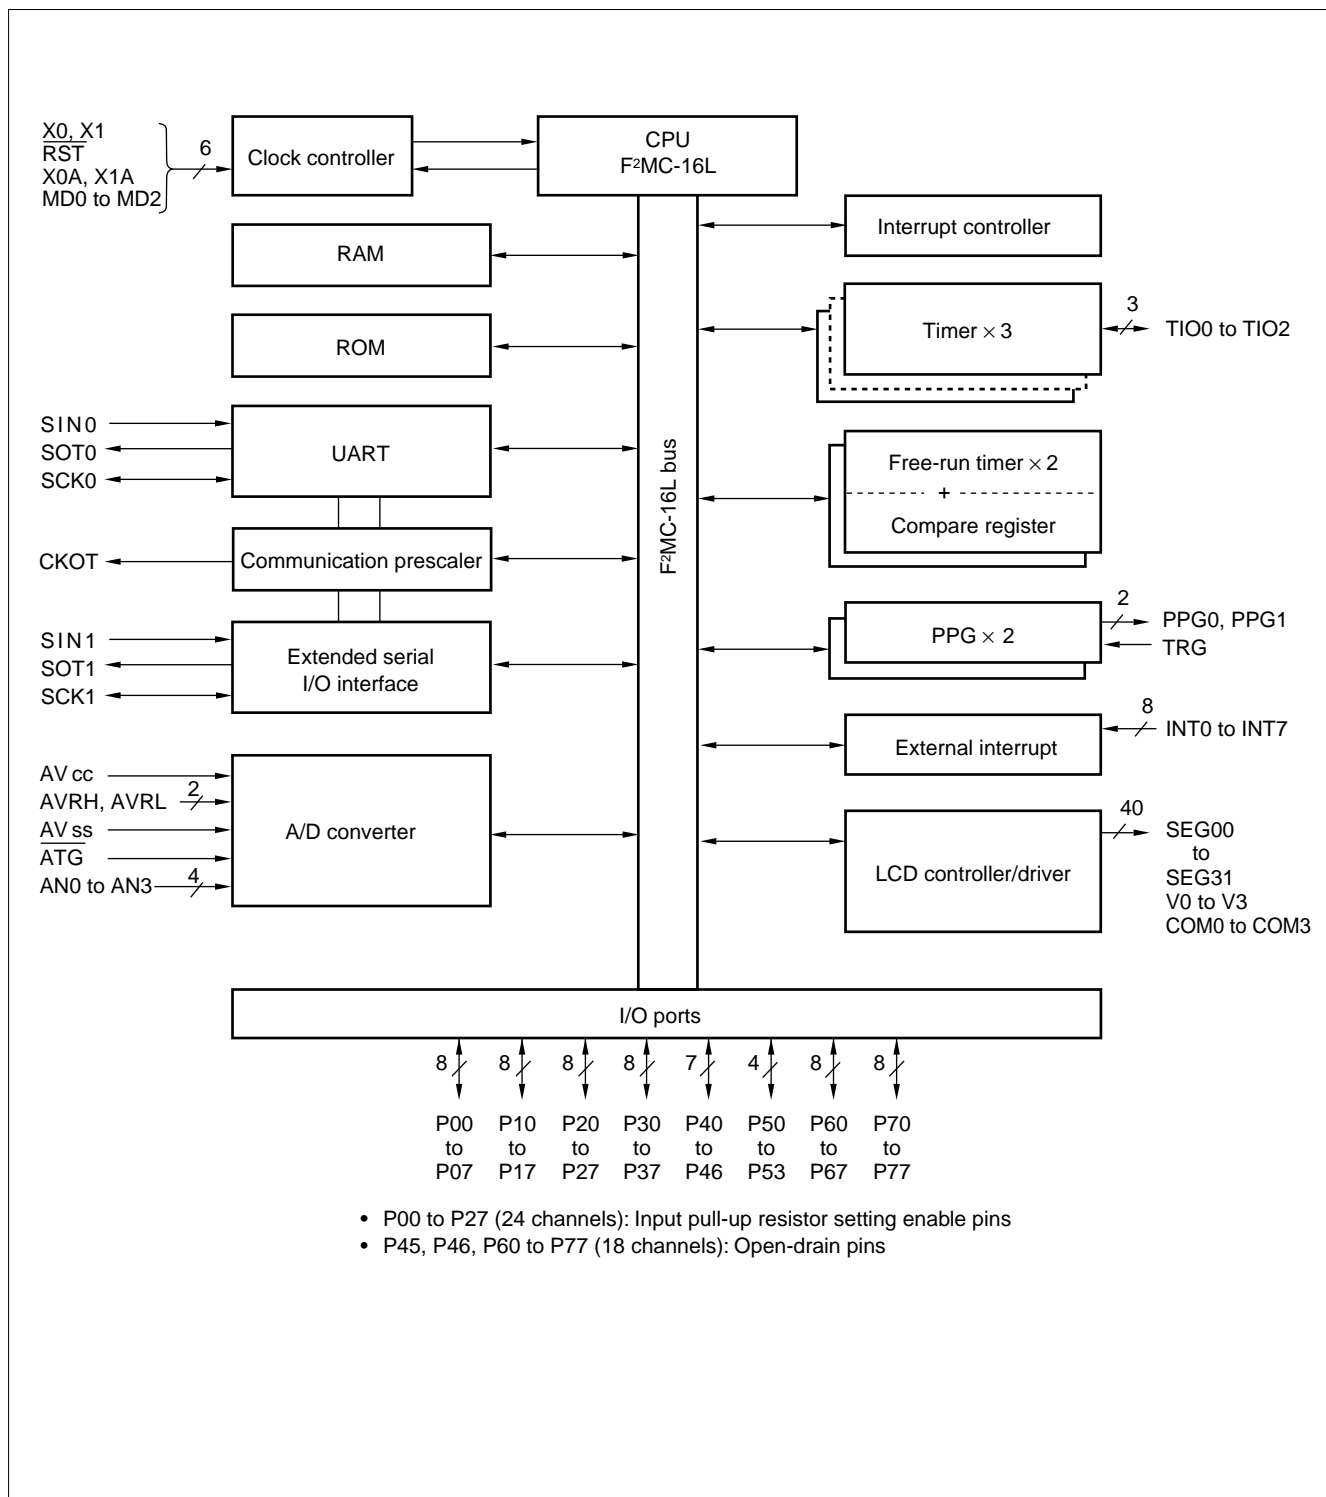 X0, X1
RST
X0A, X1A
MD0 to MD2
6
Clock controller
CPU
F²MC-16L
Interrupt controller
RAM
Timer × 3
3
TIO0 to TIO2
ROM
SIN0
SOT0
SCK0
UART
F²MC-16L bus
Free-run timer × 2
+
Compare register
CKOT
Communication prescaler
SIN1
SOT1
SCK1
Extended serial
I/O interface
PPG × 2
2
PPG0, PPG1
TRG
External interrupt
8
INT0 to INT7
AVcc
AVRH, AVRL
2
AVss
ATG
AN0 to AN3
4
A/D converter
LCD controller/driver
40
SEG00
to
SEG31
V0 to V3
COM0 to COM3
I/O ports
8 8 8 8 7 4 8 8
P00 P10 P20 P30 P40 P50 P60 P70
to to to to to to to to
P07 P17 P27 P37 P46 P53 P67 P77
• P00 to P27 (24 channels): Input pull-up resistor setting enable pins
• P45, P46, P60 to P77 (18 channels): Open-drain pins